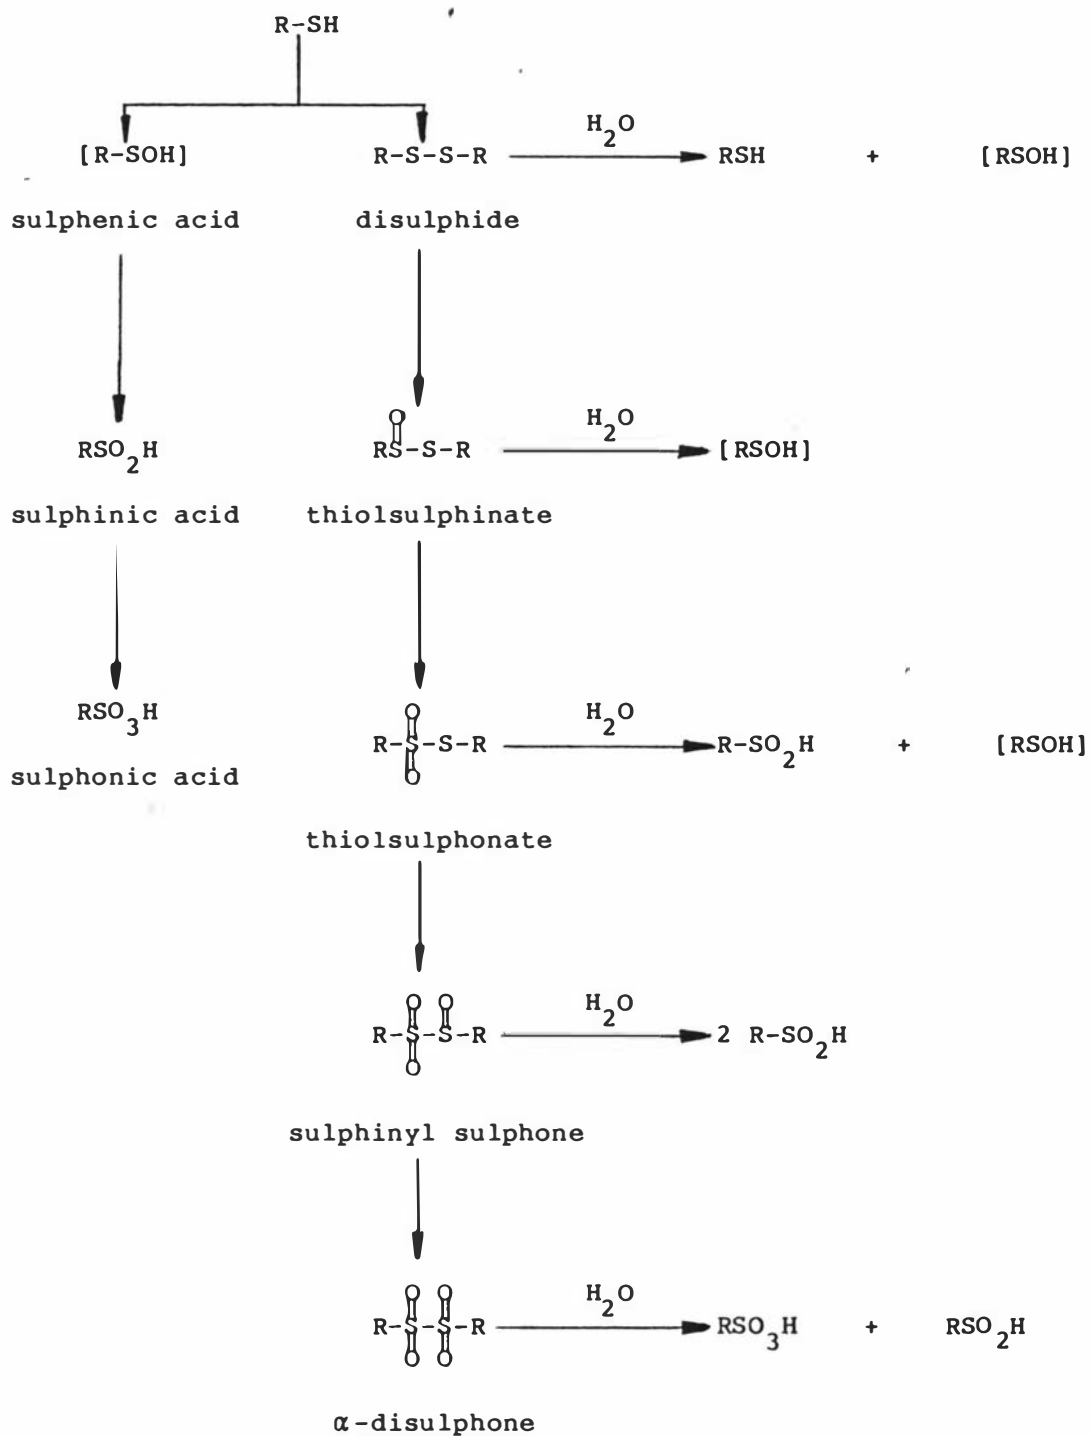 R-SH
H2O
[R-SOH] R-S-S-R RSH + [RSOH]
sulphenic acid disulphide
O
H2O
RSO2H RS-S-R [RSOH]
sulphinic acid thiolsulphinate
RSO3H O H2O
R-S-S-R R-SO2H + [RSOH]
sulphonic acid O
thiolsulphonate
O O H2O
R-S-S-R 2 R-SO2H
O
sulphinyl sulphone
O O H2O
R-S-S-R RSO3H + RSO2H
O O
α-disulphone